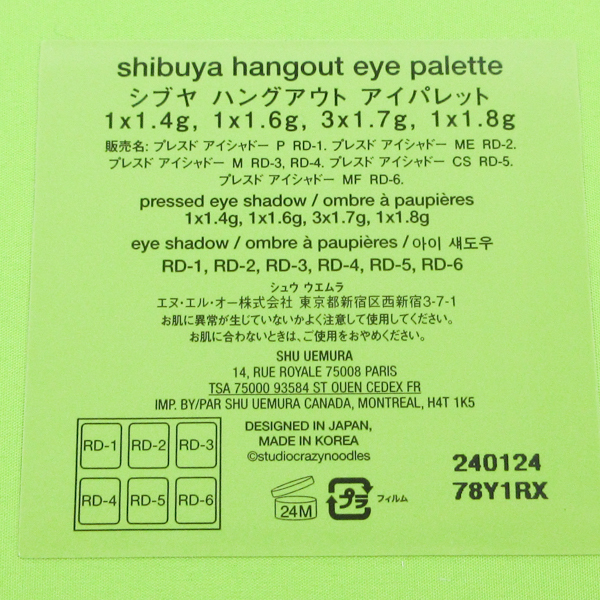 shibuya hangout eye palette
シブヤ ハングアウト アイパレット
1x1.4g, 1x1.6g, 3x1.7g, 1x1.8g
販売名: プレスド アイシャドー P RD-1. プレスド アイシャドー ME RD-2.
プレスド アイシャドー M RD-3, RD-4. プレスド アイシャドー CS RD-5.
プレスド アイシャドー MF RD-6.
pressed eye shadow / ombre à paupières
1x1.4g, 1x1.6g, 3x1.7g, 1x1.8g
eye shadow / ombre à paupières / 아이 섀도우
RD-1, RD-2, RD-3, RD-4, RD-5, RD-6
シュウ ウエムラ
エヌ・エル・オー株式会社 東京都新宿区西新宿3-7-1
お肌に異常が生じていないかよく注意して使用してください。
お肌に合わないときは、ご使用をおやめください。
SHU UEMURA
14, RUE ROYALE 75008 PARIS
TSA 75000 93584 ST OUEN CEDEX FR
IMP. BY/PAR SHU UEMURA CANADA, MONTREAL, H4T 1K5
RD-1 RD-2 RD-3
RD-4 RD-5 RD-6
DESIGNED IN JAPAN,
MADE IN KOREA
©studiocrazynoodles
24M
プラ フィルム
240124
78Y1RX